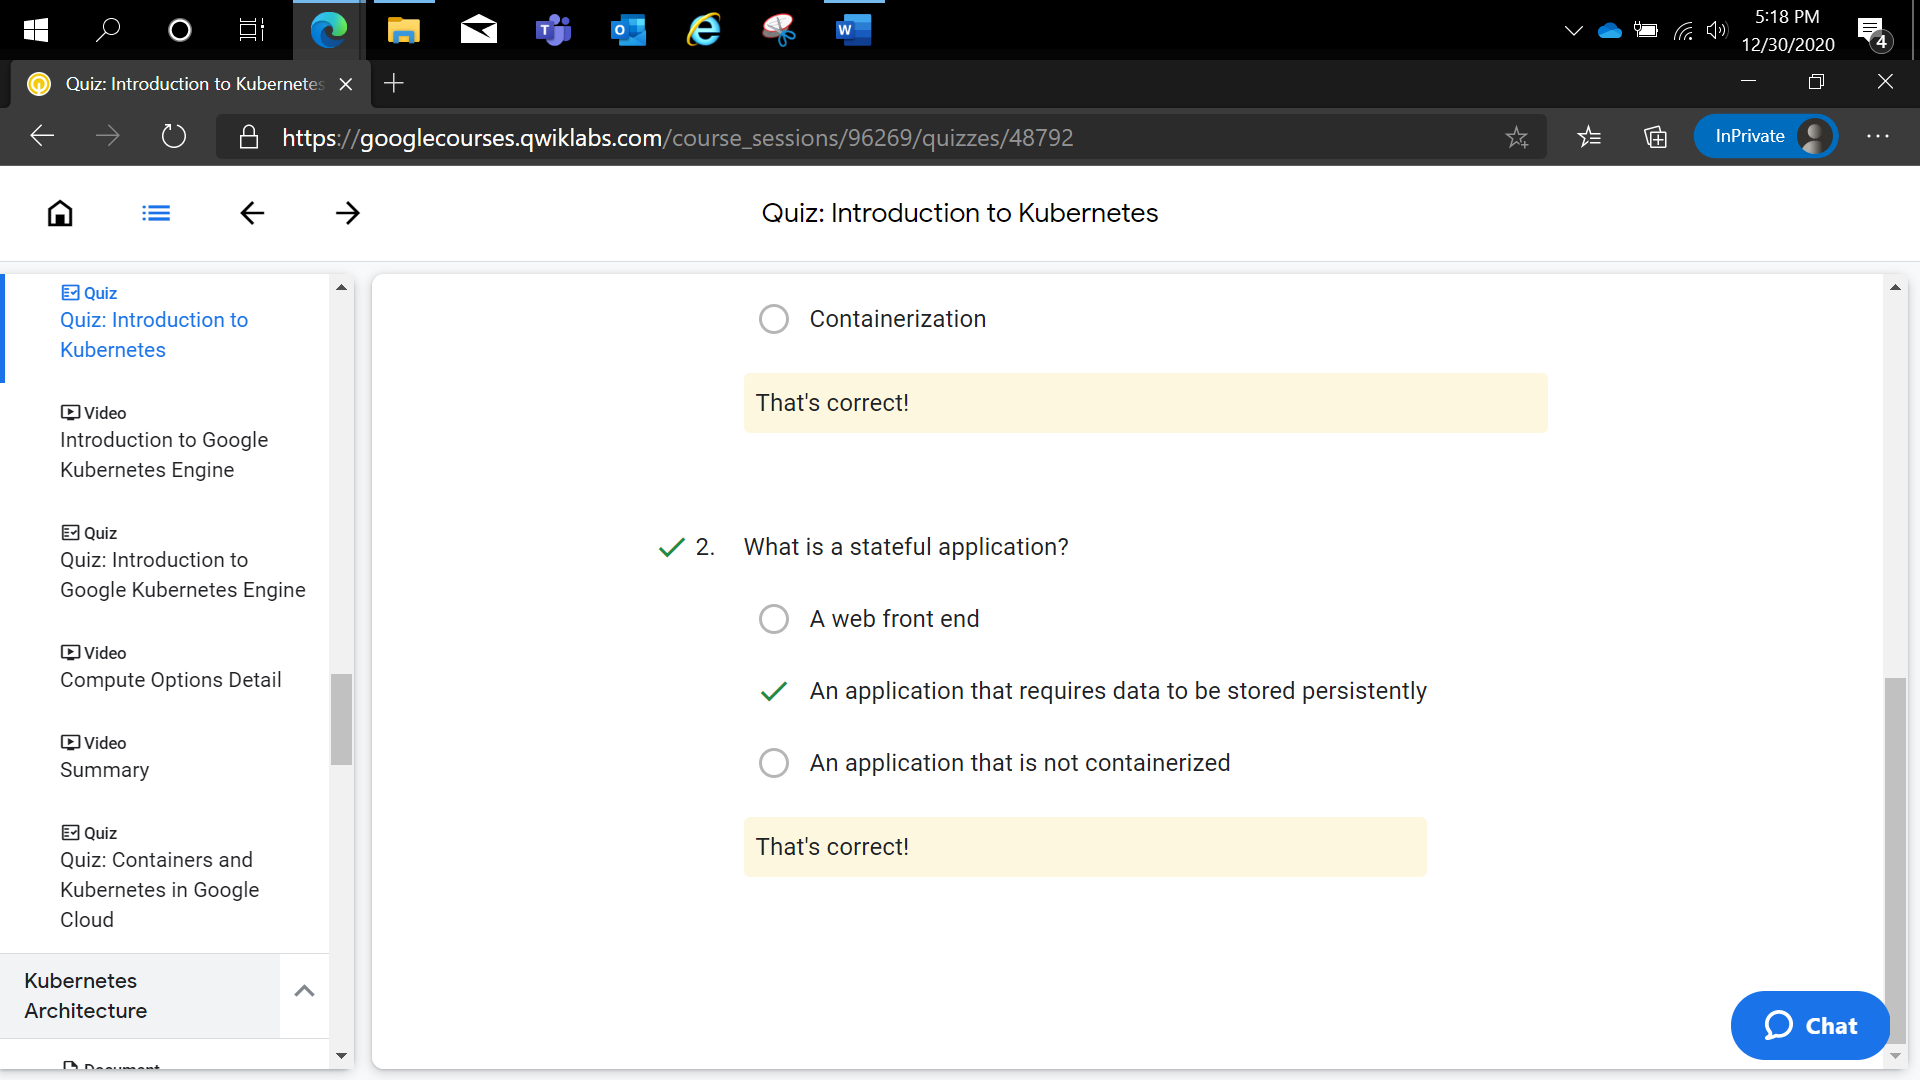 5:18 PM
12/30/2020
4
Quiz: Introduction to Kubernetes
https://googlecourses.qwiklabs.com/course_sessions/96269/quizzes/48792
InPrivate
Quiz: Introduction to Kubernetes
Quiz
Quiz: Introduction to
Kubernetes
Video
Introduction to Google
Kubernetes Engine
Quiz
Quiz: Introduction to
Google Kubernetes Engine
Video
Compute Options Detail
Video
Summary
Quiz
Quiz: Containers and
Kubernetes in Google
Cloud
Kubernetes
Architecture
Document
Containerization
That's correct!
2. What is a stateful application?
A web front end
An application that requires data to be stored persistently
An application that is not containerized
That's correct!
Chat